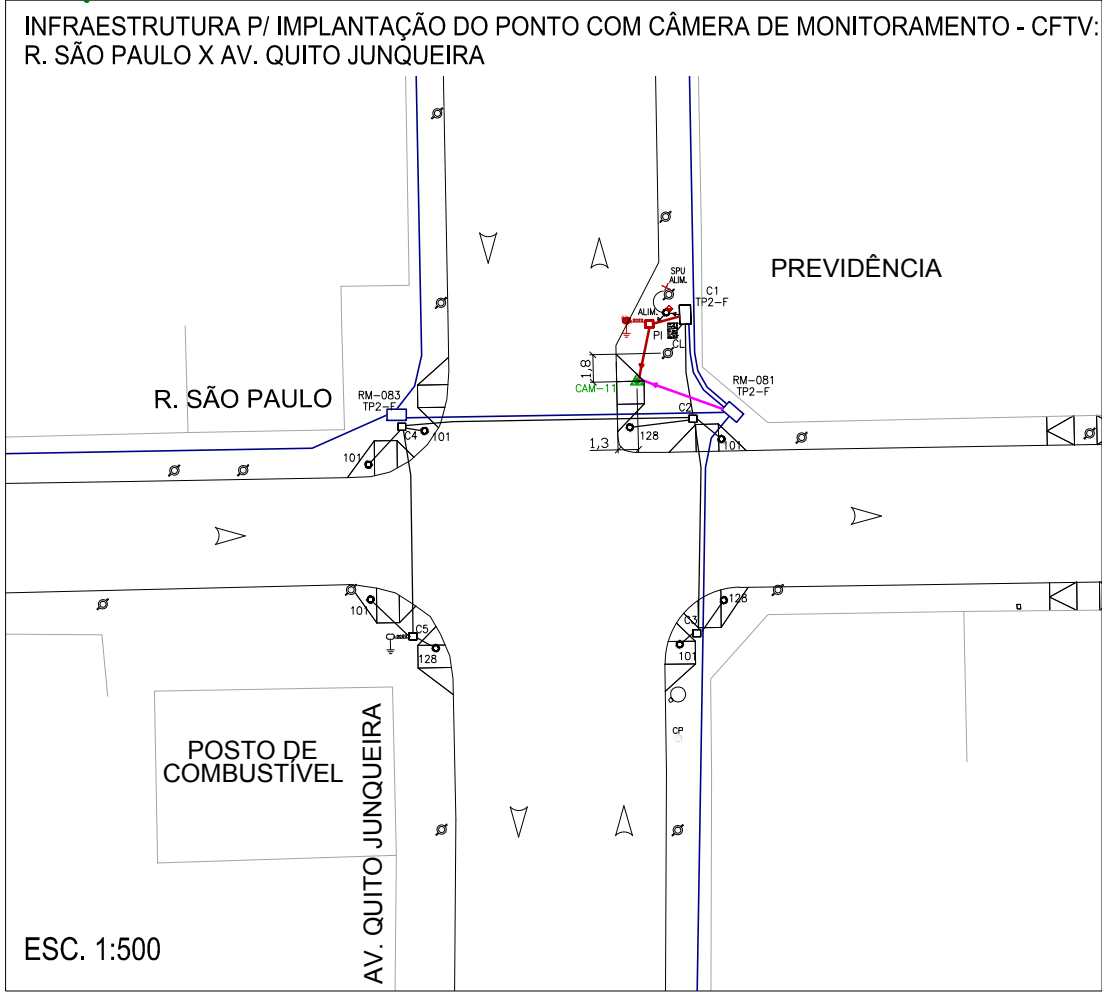 INFRAESTRUTURA P/ IMPLANTAÇÃO DO PONTO COM CÂMERA DE MONITORAMENTO - CFTV:
R. SÃO PAULO X AV. QUITO JUNQUEIRA
PREVIDÊNCIA
SPU
ALIM.
C1
TP2-F
ALIM.
PI
CL
1,8
CAM-11
RM-081
TP2-F
R. SÃO PAULO
RM-083
TP2-F
C2
C4
101
128
101
1,3
101
101
C5
128
128
C3
101
CP
POSTO DE
COMBUSTÍVEL
AV. QUITO JUNQUEIRA
ESC. 1:500